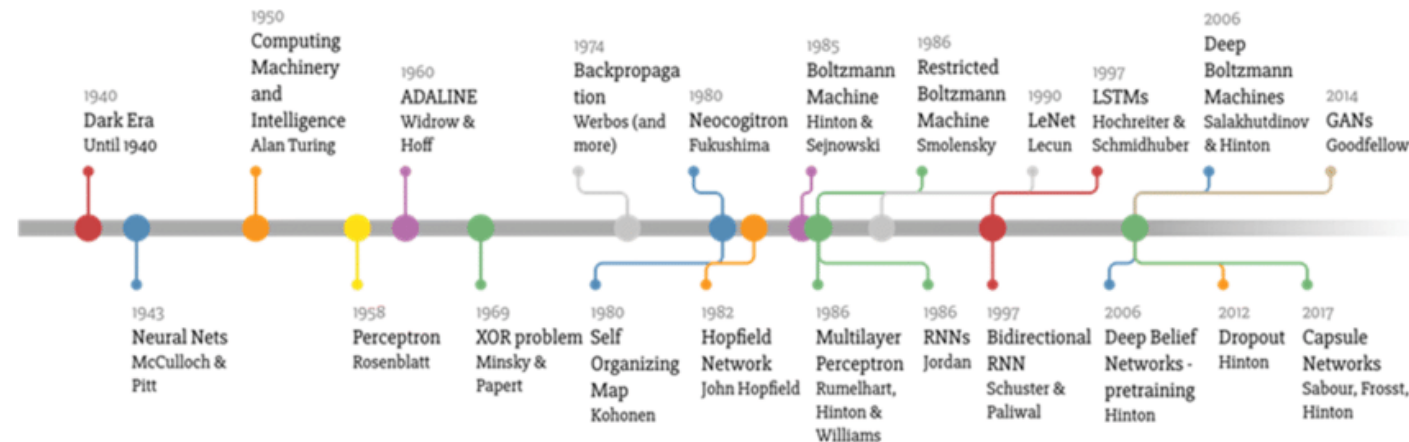 1940
Dark Era
Until 1940
1950
Computing
Machinery
and
Intelligence
Alan Turing
1960
ADALINE
Widrow &
Hoff
1974
Backpropaga
tion
Werbos (and
more)
1980
Neocogitron
Fukushima
1985
Boltzmann
Machine
Hinton &
Sejnowski
1986
Restricted
Boltzmann
Machine
Smolensky
1990
LeNet
Lecun
1997
LSTMs
Hochreiter &
Schmidhuber
2006
Deep
Boltzmann
Machines
Salakhutdinov
& Hinton
2014
GANs
Goodfellow
1943
Neural Nets
McCulloch &
Pitt
1958
Perceptron
Rosenblatt
1969
XOR problem
Minsky &
Papert
1980
Self
Organizing
Map
Kohonen
1982
Hopfield
Network
John Hopfield
1986
Multilayer
Perceptron
Rumelhart,
Hinton &
Williams
1986
RNNs
Jordan
1997
Bidirectional
RNN
Schuster &
Paliwal
2006
Deep Belief
Networks -
pretraining
Hinton
2012
Dropout
Hinton
2017
Capsule
Networks
Sabour, Frosst,
Hinton